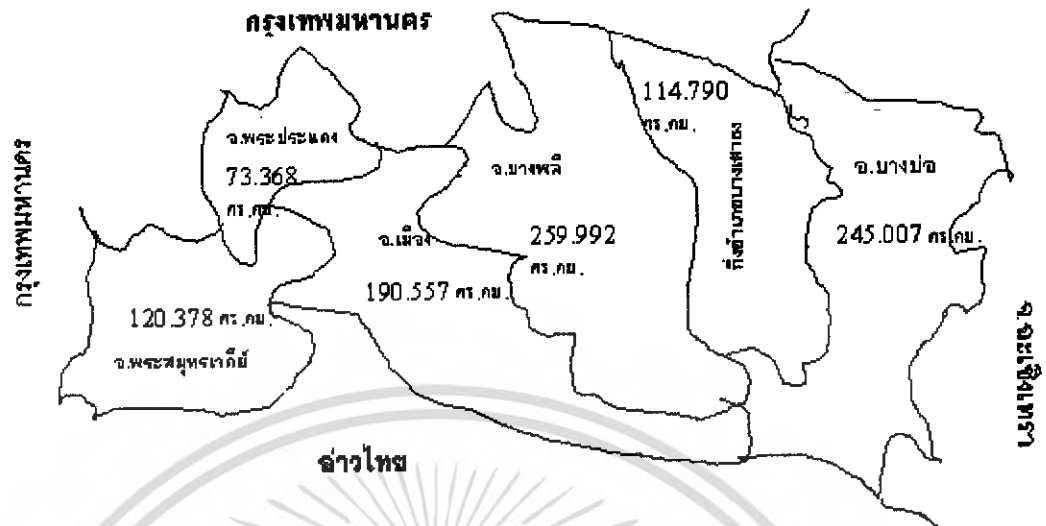 กรุงเทพมหานคร
114.790
ตร.กม.
อ.พระประแดง
73.368
ตร.กม.
อ.บางพลี
กิ่งอำเภอบางเสาธง
อ.บางบ่อ
กรุงเทพมหานคร
อ.เมือง
259.992
ตร.กม.
245.007 ตร.กม.
190.557 ตร.กม.
120.378 ตร.กม.
อ.พระสมุทรเจดีย์
จ.ฉะเชิงเทรา
อ่าวไทย